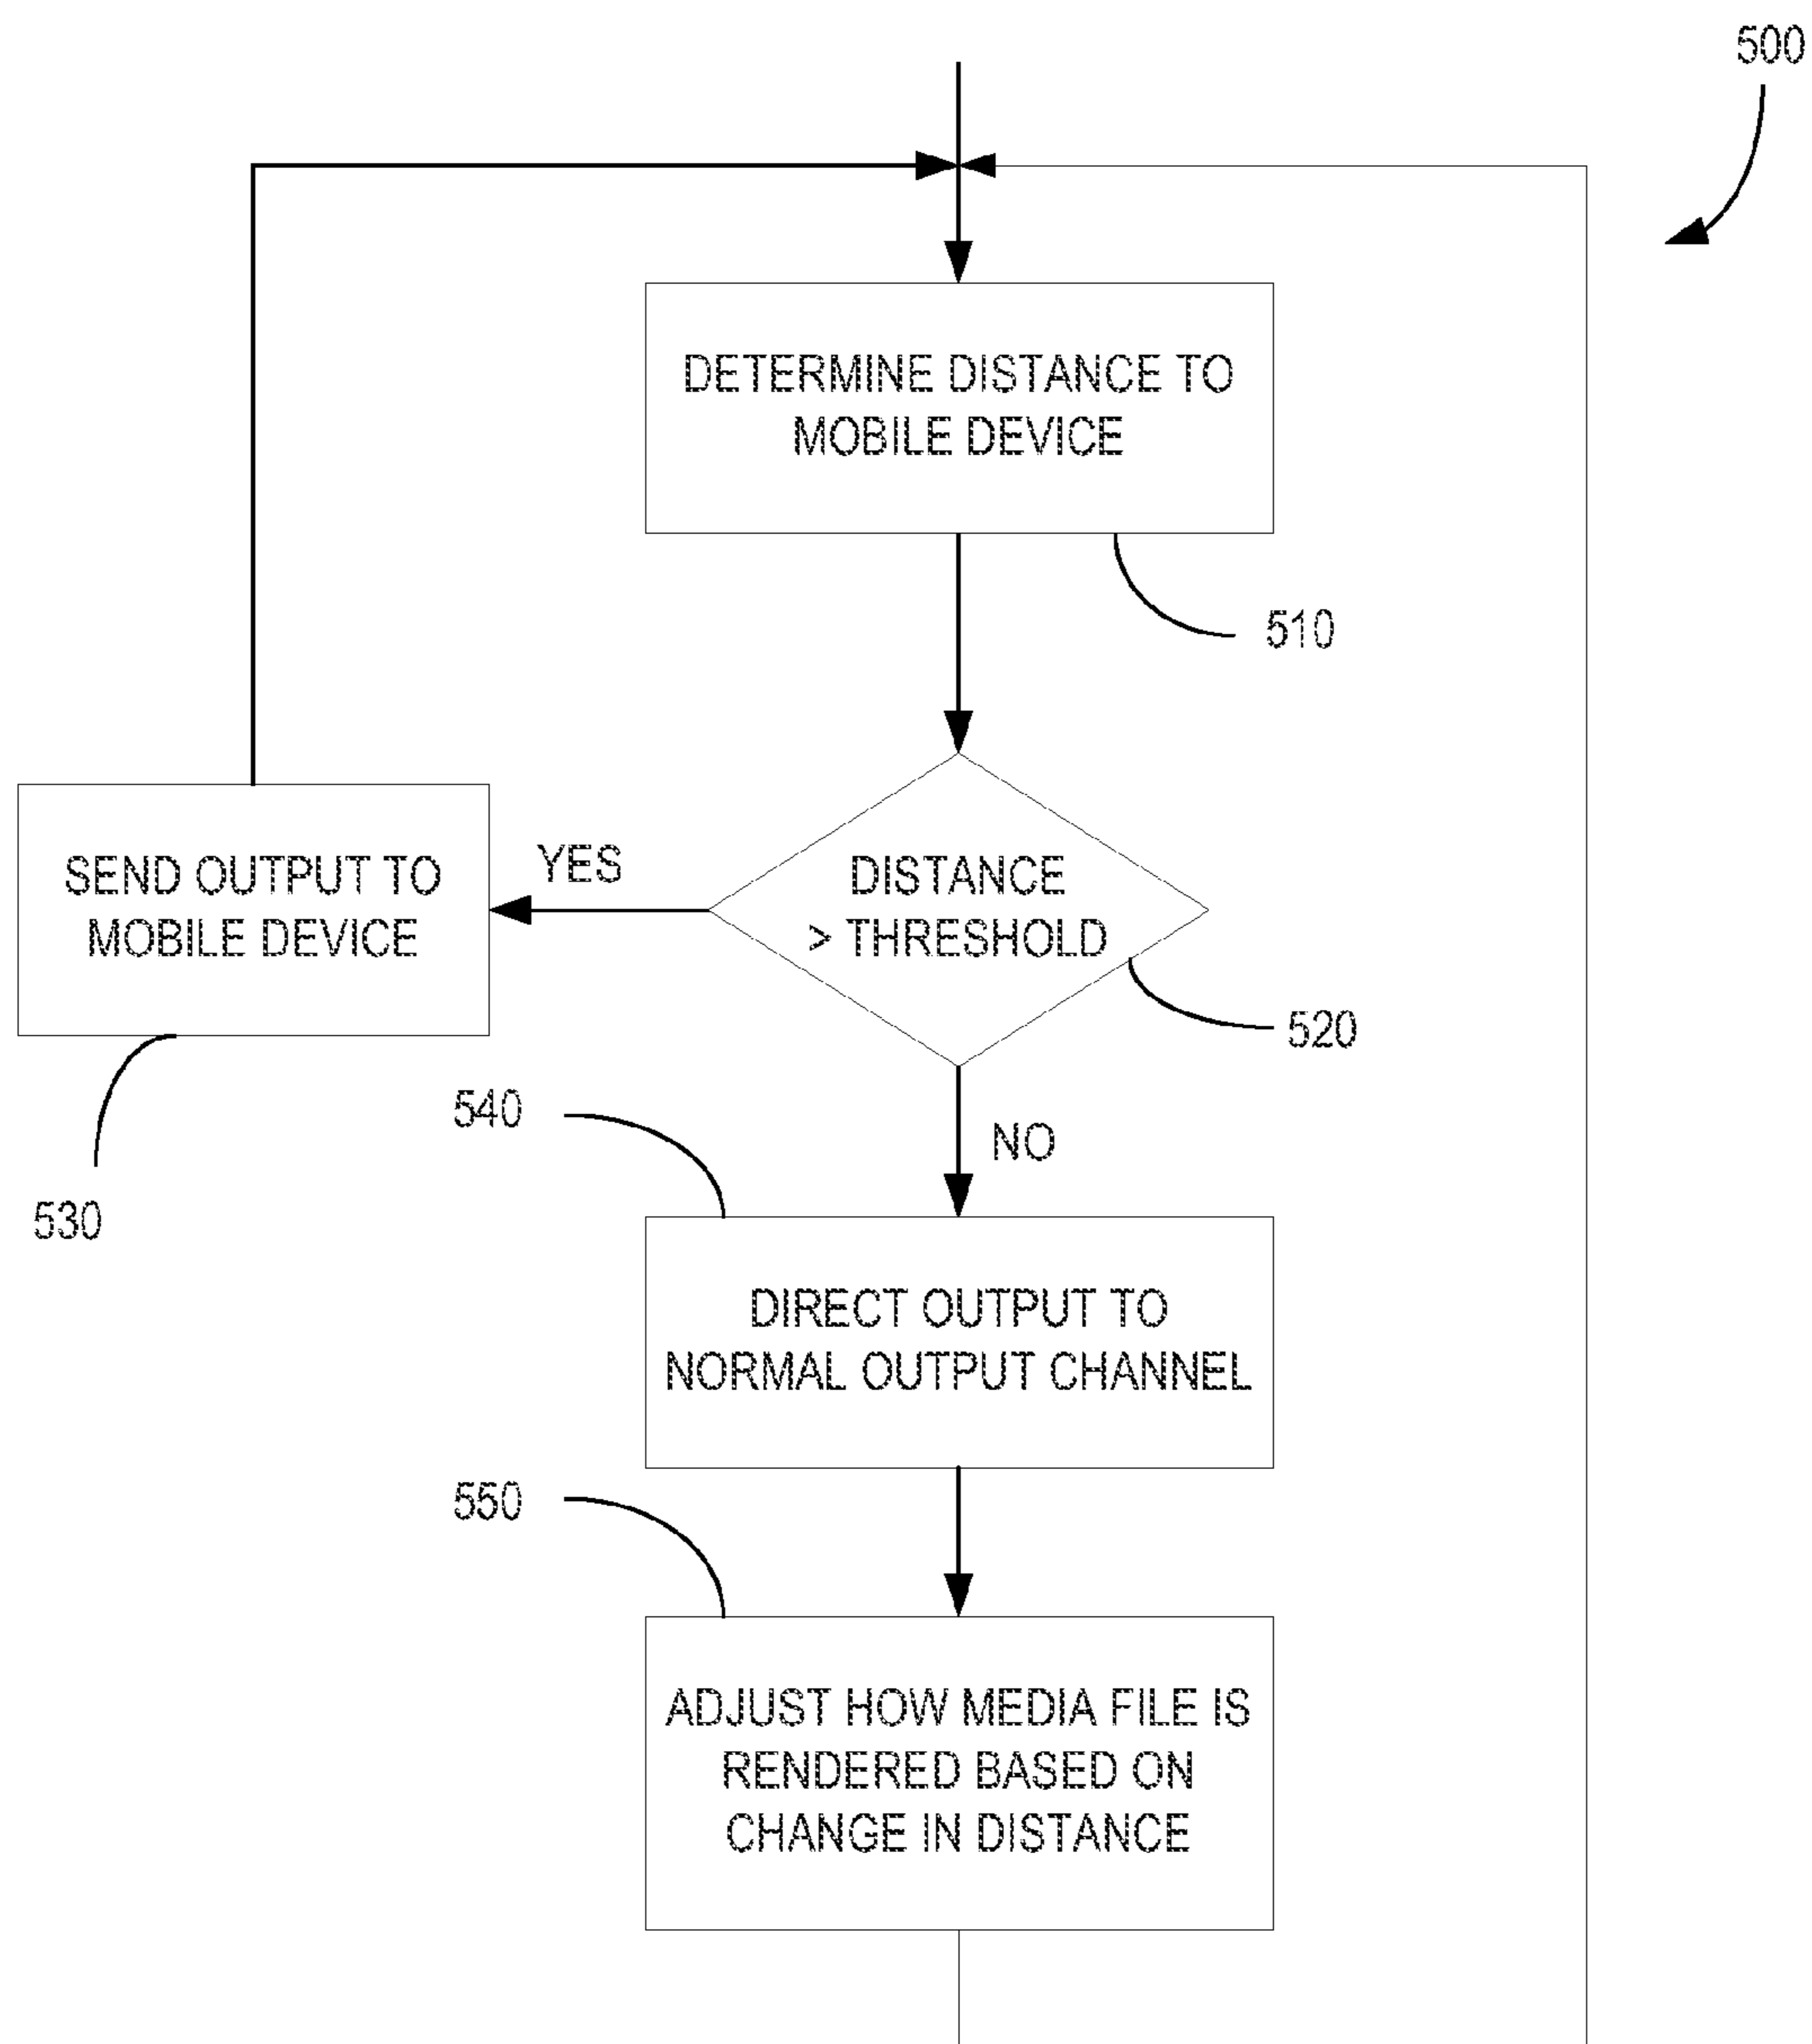 500
DETERMINE DISTANCE TO
MOBILE DEVICE
510
SEND OUTPUT TO
MOBILE DEVICE
530
YES
DISTANCE
> THRESHOLD
520
NO
540
DIRECT OUTPUT TO
NORMAL OUTPUT CHANNEL
550
ADJUST HOW MEDIA FILE IS
RENDERED BASED ON
CHANGE IN DISTANCE